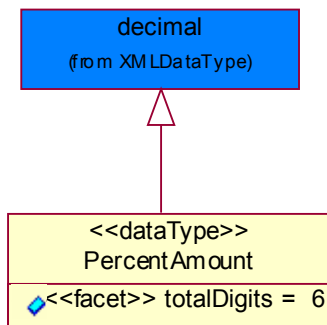 decimal
(from XMLDataType)
<<dataType>>
PercentAmount
<<facet>> totalDigits = 6